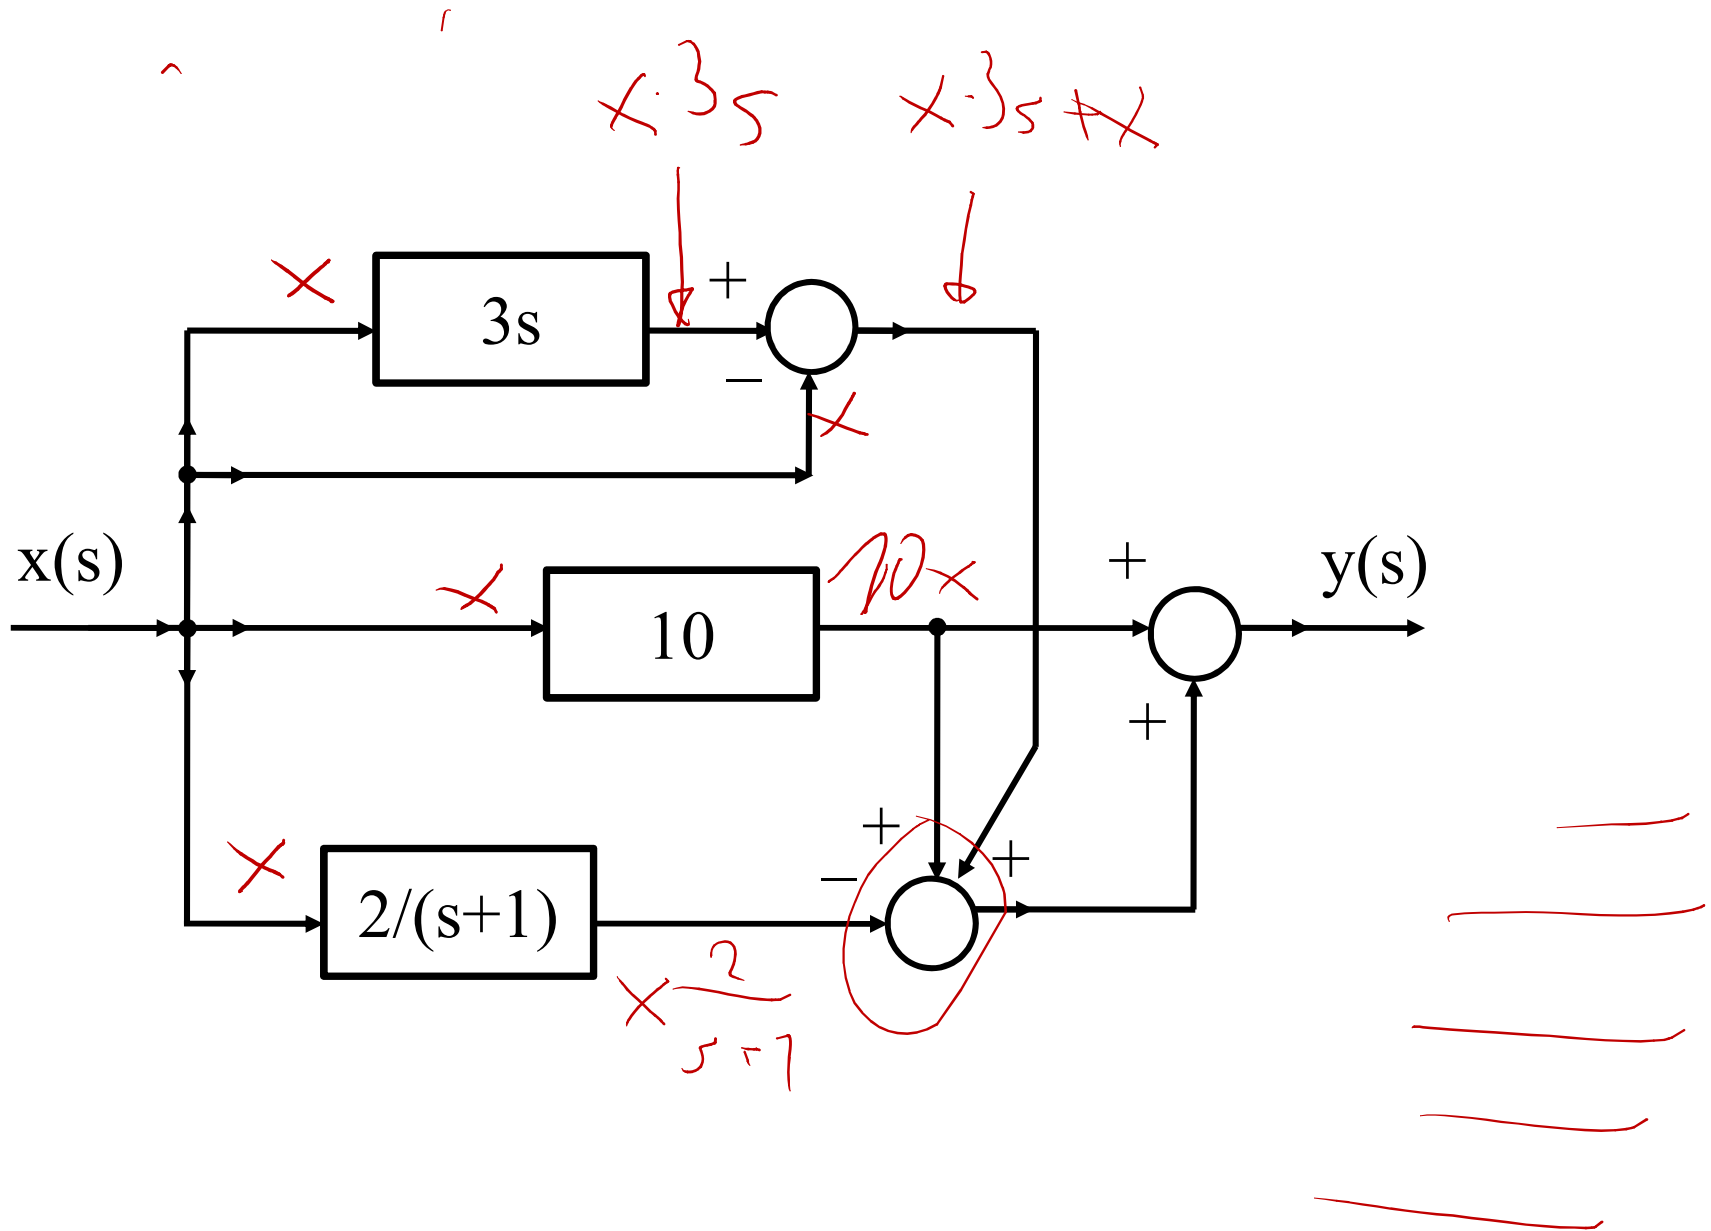 x·3s
x·3s+x
x
+
3s
−
x
x(s)
x
10x
+
y(s)
10
+
+
x
−
+
2/(s+1)
x 2
s+1